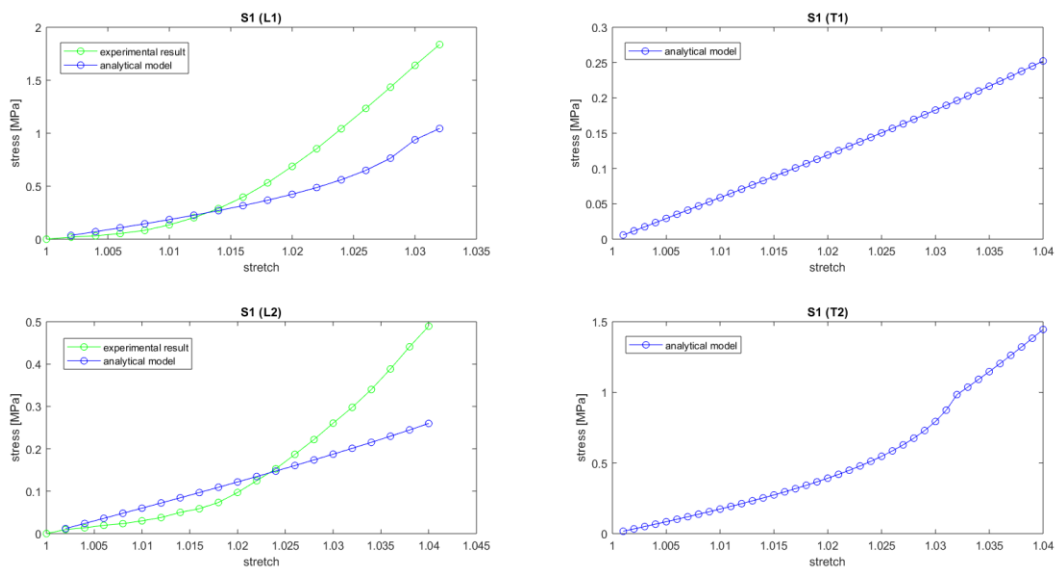 S1 (L1)
stress [MPa]
2
1.5
1
0.5
0
experimental result
analytical model
1 1.005 1.01 1.015 1.02 1.025 1.03 1.035
stretch
S1 (T1)
stress [MPa]
0.3
0.25
0.2
0.15
0.1
0.05
0
analytical model
1 1.005 1.01 1.015 1.02 1.025 1.03 1.035 1.04
stretch
S1 (L2)
stress [MPa]
0.5
0.4
0.3
0.2
0.1
0
experimental result
analytical model
1 1.005 1.01 1.015 1.02 1.025 1.03 1.035 1.04 1.045
stretch
S1 (T2)
stress [MPa]
1.5
1
0.5
0
analytical model
1 1.005 1.01 1.015 1.02 1.025 1.03 1.035 1.04
stretch